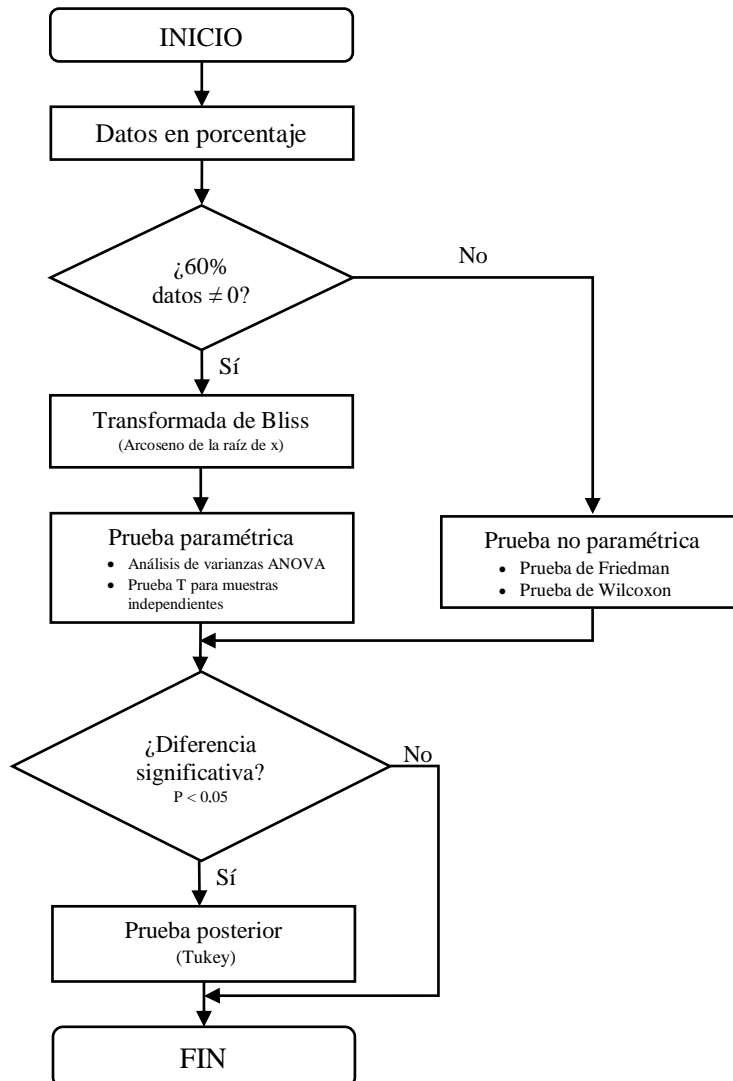 INICIO
Datos en porcentaje
¿60%
datos ≠ 0?
No
Sí
Transformada de Bliss
(Arcoseno de la raíz de x)
Prueba paramétrica
• Análisis de varianzas ANOVA
• Prueba T para muestras
independientes
Prueba no paramétrica
• Prueba de Friedman
• Prueba de Wilcoxon
¿Diferencia
significativa?
P < 0,05
No
Sí
Prueba posterior
(Tukey)
FIN